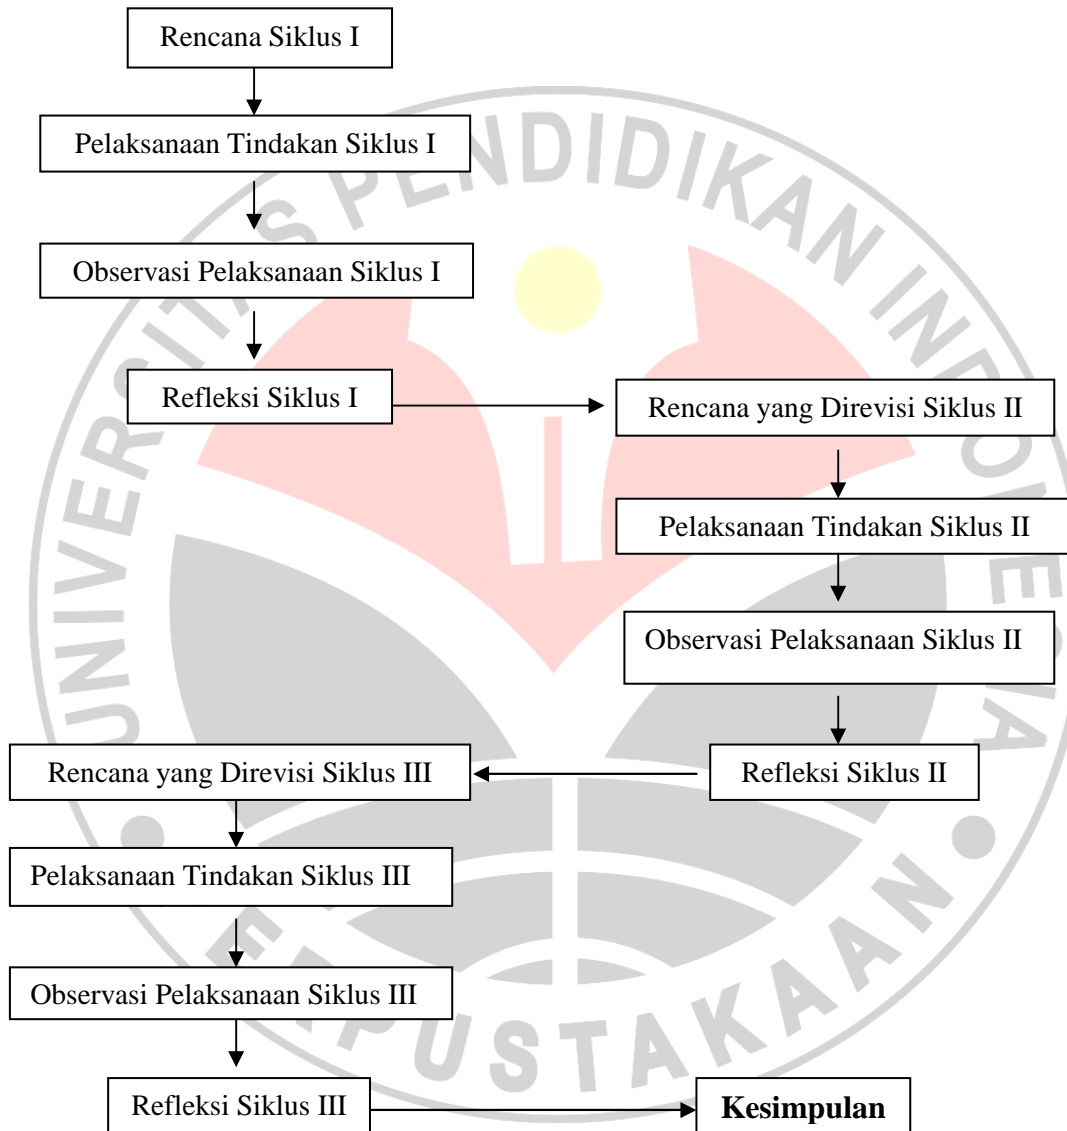 Rencana Siklus I
Pelaksanaan Tindakan Siklus I
Observasi Pelaksanaan Siklus I
Refleksi Siklus I
Rencana yang Direvisi Siklus II
Pelaksanaan Tindakan Siklus II
Observasi Pelaksanaan Siklus II
Refleksi Siklus II
Rencana yang Direvisi Siklus III
Pelaksanaan Tindakan Siklus III
Observasi Pelaksanaan Siklus III
Refleksi Siklus III
Kesimpulan
UNIVERSITAS PENDIDIKAN INDONESIA
PERPUSTAKAAN